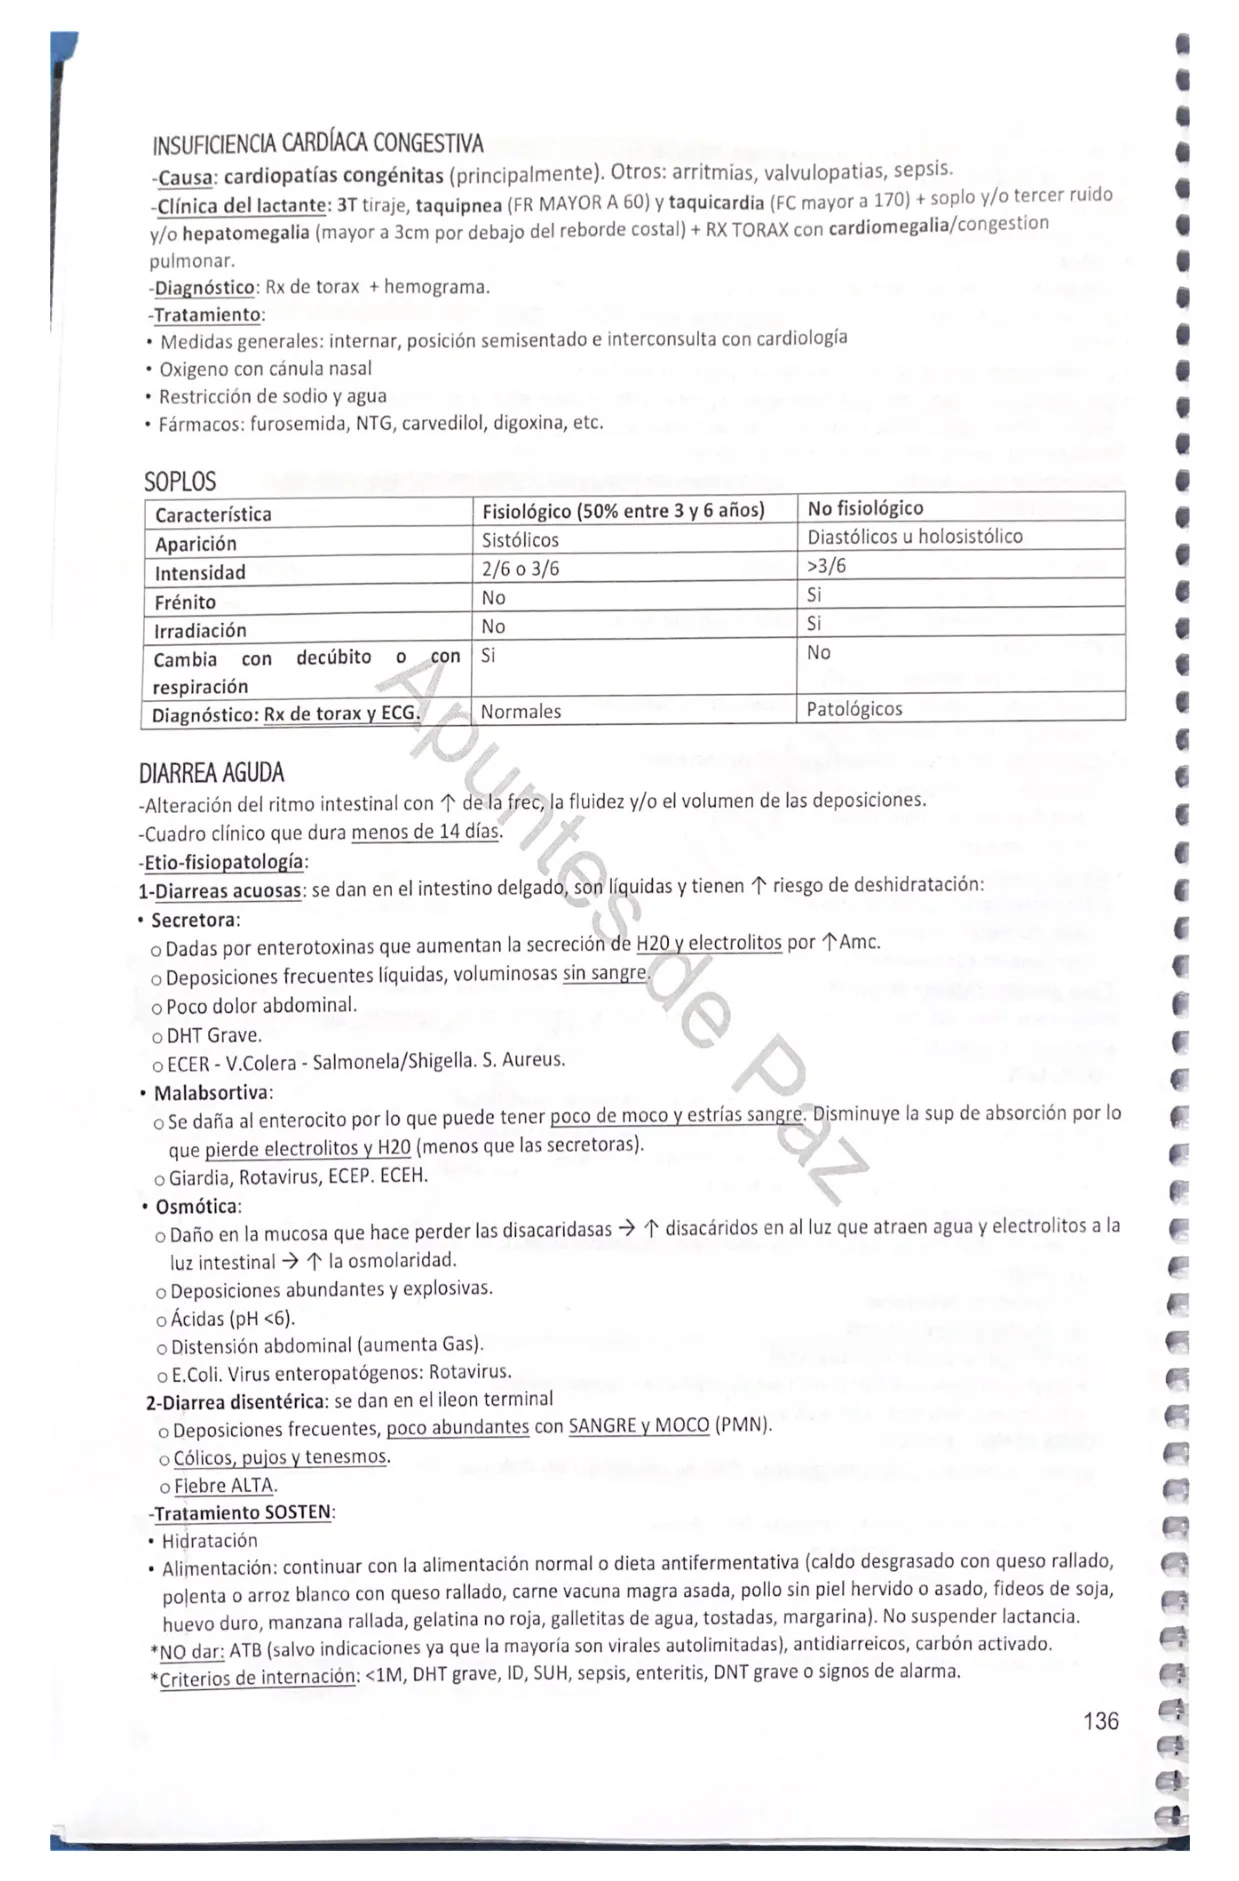 INSUFICIENCIA CARDÍACA CONGESTIVA
-Causa: cardiopatías congénitas (principalmente). Otros: arritmias, valvulopatias, sepsis.
-Clínica del lactante: 3T tiraje, taquipnea (FR MAYOR A 60) y taquicardia (FC mayor a 170) + soplo y/o tercer ruido
y/o hepatomegalia (mayor a 3cm por debajo del reborde costal) + RX TORAX con cardiomegalia/congestion
pulmonar.
-Diagnóstico: Rx de torax + hemograma.
-Tratamiento:
• Medidas generales: internar, posición semisentado e interconsulta con cardiología
• Oxigeno con cánula nasal
• Restricción de sodio y agua
• Fármacos: furosemida, NTG, carvedilol, digoxina, etc.
SOPLOS
Característica Fisiológico (50% entre 3 y 6 años) No fisiológico
Aparición Sistólicos Diastólicos u holosistólico
Intensidad 2/6 o 3/6 >3/6
Frénito No Si
Irradiación No Si
Cambia con decúbito o con Si No
respiración
Diagnóstico: Rx de torax y ECG. Normales Patológicos
DIARREA AGUDA
-Alteración del ritmo intestinal con ↑ de la frec, la fluidez y/o el volumen de las deposiciones.
-Cuadro clínico que dura menos de 14 días.
-Etio-fisiopatología:
1-Diarreas acuosas: se dan en el intestino delgado, son líquidas y tienen ↑ riesgo de deshidratación:
• Secretora:
o Dadas por enterotoxinas que aumentan la secreción de H20 y electrolitos por ↑Amc.
o Deposiciones frecuentes líquidas, voluminosas sin sangre.
o Poco dolor abdominal.
o DHT Grave.
o ECER - V.Colera - Salmonela/Shigella. S. Aureus.
• Malabsortiva:
o Se daña al enterocito por lo que puede tener poco de moco y estrías sangre. Disminuye la sup de absorción por lo
que pierde electrolitos y H20 (menos que las secretoras).
o Giardia, Rotavirus, ECEP. ECEH.
• Osmótica:
o Daño en la mucosa que hace perder las disacaridasas → ↑ disacáridos en al luz que atraen agua y electrolitos a la
luz intestinal → ↑ la osmolaridad.
o Deposiciones abundantes y explosivas.
o Ácidas (pH <6).
o Distensión abdominal (aumenta Gas).
o E.Coli. Virus enteropatógenos: Rotavirus.
2-Diarrea disentérica: se dan en el ileon terminal
o Deposiciones frecuentes, poco abundantes con SANGRE y MOCO (PMN).
o Cólicos, pujos y tenesmos.
o Fiebre ALTA.
-Tratamiento SOSTEN:
• Hidratación
• Alimentación: continuar con la alimentación normal o dieta antifermentativa (caldo desgrasado con queso rallado,
polenta o arroz blanco con queso rallado, carne vacuna magra asada, pollo sin piel hervido o asado, fideos de soja,
huevo duro, manzana rallada, gelatina no roja, galletitas de agua, tostadas, margarina). No suspender lactancia.
*NO dar: ATB (salvo indicaciones ya que la mayoría son virales autolimitadas), antidiarreicos, carbón activado.
*Criterios de internación: <1M, DHT grave, ID, SUH, sepsis, enteritis, DNT grave o signos de alarma.
136
Apuntes de Paz